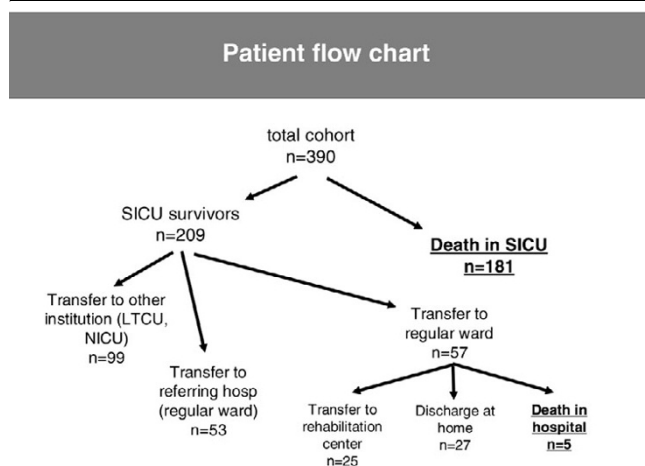 Patient flow chart
total cohort
n=390
SICU survivors
n=209
Death in SICU
n=181
Transfer to other
institution (LTCU,
NICU)
n=99
Transfer to
referring hosp
(regular ward)
n=53
Transfer to
regular ward
n=57
Transfer to
rehabilitation
center
n=25
Discharge at
home
n=27
Death in
hospital
n=5